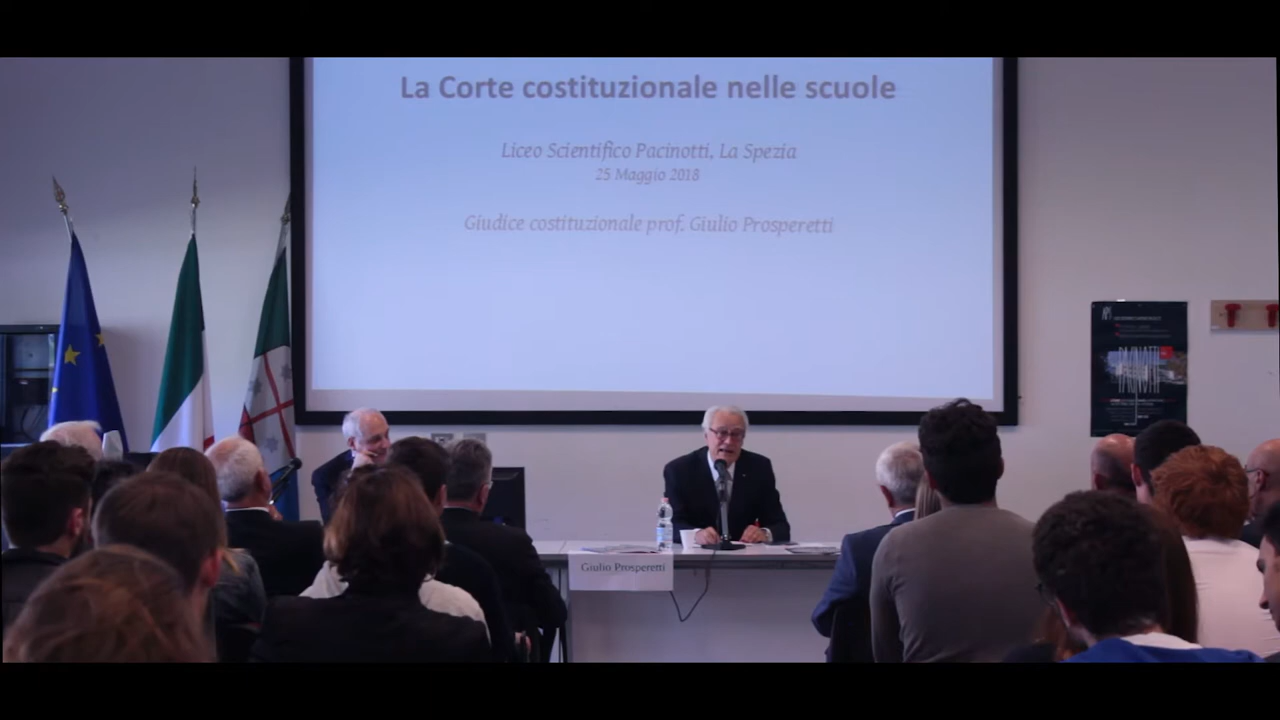 La Corte costituzionale nelle scuole
Liceo Scientifico Pacinotti, La Spezia
25 Maggio 2018
Giudice costituzionale prof. Giulio Prosperetti
PACINOTTI
Giulio Prosperetti